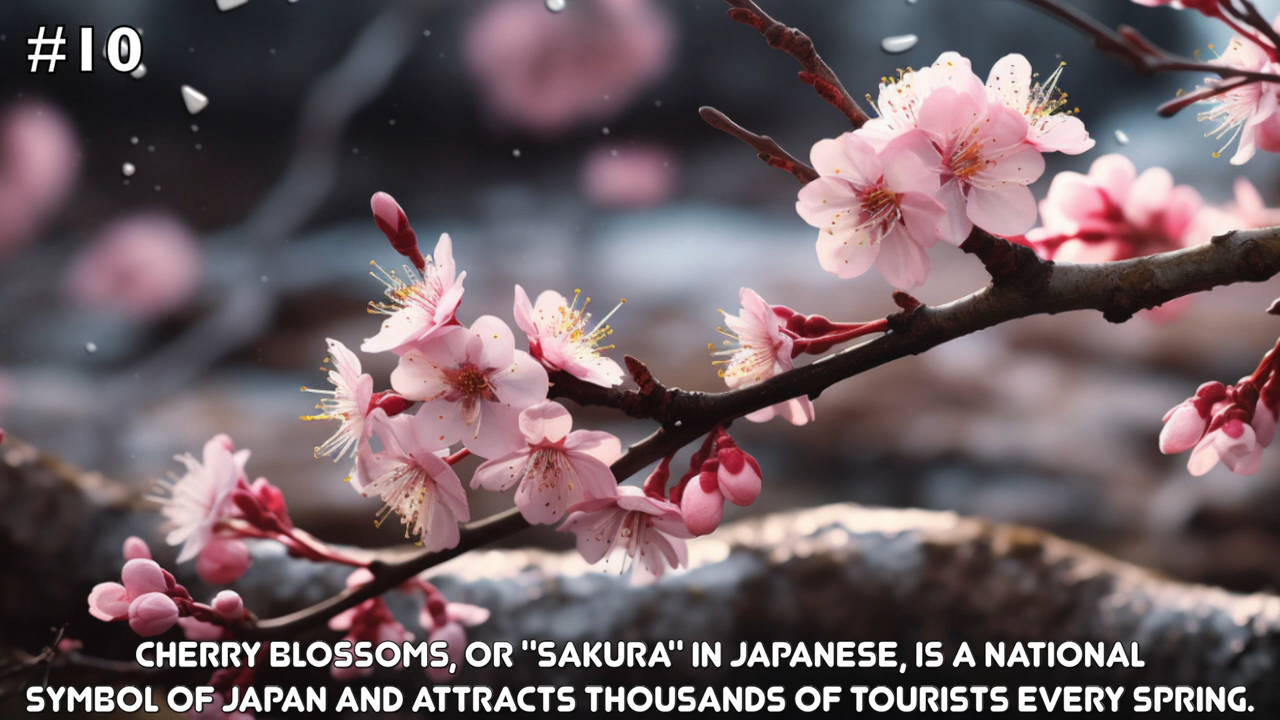 #10
CHERRY BLOSSOMS, OR "SAKURA" IN JAPANESE, IS A NATIONAL
SYMBOL OF JAPAN AND ATTRACTS THOUSANDS OF TOURISTS EVERY SPRING.